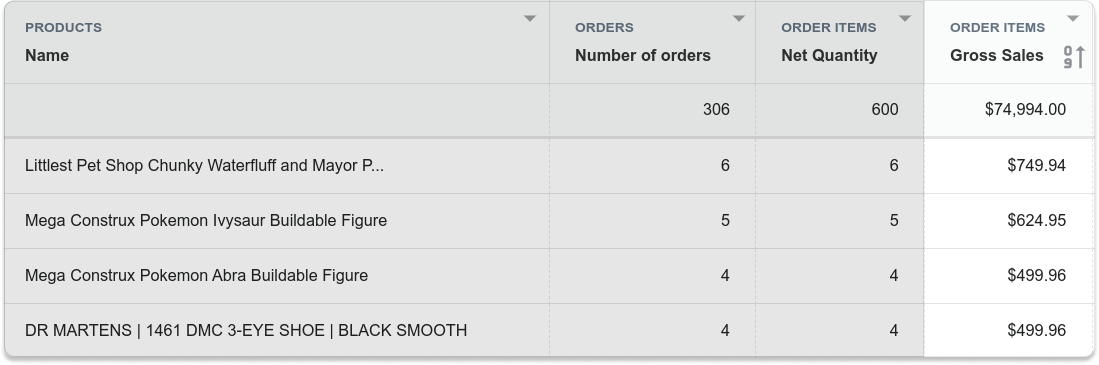 PRODUCTS ORDERS ORDER ITEMS ORDER ITEMS
Name Number of orders Net Quantity Gross Sales
306 600 $74,994.00
Littlest Pet Shop Chunky Waterfluff and Mayor P... 6 6 $749.94
Mega Construx Pokemon Ivysaur Buildable Figure 5 5 $624.95
Mega Construx Pokemon Abra Buildable Figure 4 4 $499.96
DR MARTENS | 1461 DMC 3-EYE SHOE | BLACK SMOOTH 4 4 $499.96